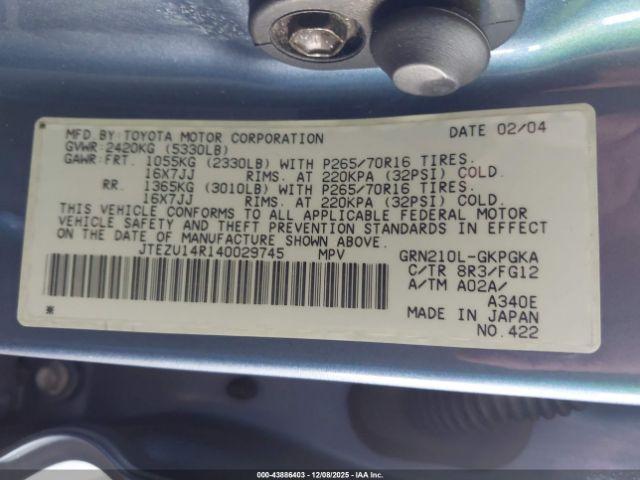 MFD.BY:TOYOTA MOTOR CORPORATION DATE 02/04
GVWR:2420KG (5330LB)
GAWR:FRT. 1055KG (2330LB) WITH P265/70R16 TIRES.
16X7JJ RIMS. AT 220KPA (32PSI) COLD.
RR. 1365KG (3010LB) WITH P265/70R16 TIRES.
16X7JJ RIMS. AT 220KPA (32PSI) COLD.
THIS VEHICLE CONFORMS TO ALL APPLICABLE FEDERAL MOTOR
VEHICLE SAFETY AND THEFT PREVENTION STANDARDS IN EFFECT
ON THE DATE OF MANUFACTURE SHOWN ABOVE.
JTEZU14R140029745 MPV GRN210L-GKPGKA
C/TR 8R3/FG12
A/TM A02A/
A340E
MADE IN JAPAN
NO.422
* *
000-43886403 - 12/08/2025 - IAAI.com